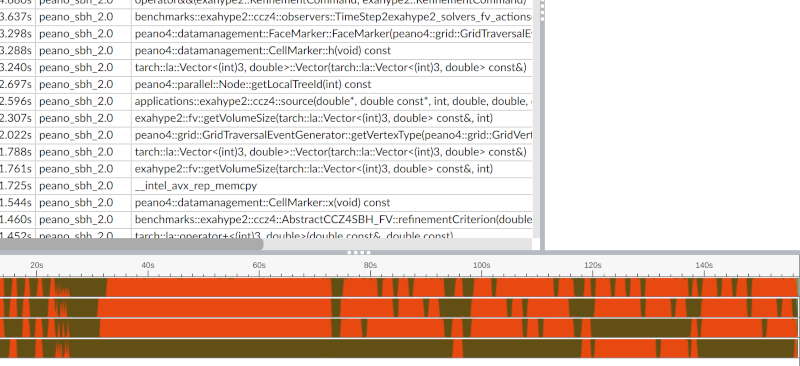 4.680s peano_sbh_2.0 operator&&(exahype2::RefinementCommand, exahype2::RefinementCommand)
3.637s peano_sbh_2.0 benchmarks::exahype2::ccz4::observers::TimeStep2exahype2_solvers_fv_actions
3.298s peano_sbh_2.0 peano4::datamanagement::FaceMarker::FaceMarker(peano4::grid::GridTraversalE
3.288s peano_sbh_2.0 peano4::datamanagement::CellMarker::h(void) const
3.240s peano_sbh_2.0 tarch::la::Vector<(int)3, double>::Vector(tarch::la::Vector<(int)3, double> const&)
2.697s peano_sbh_2.0 peano4::parallel::Node::getLocalTreeId(int) const
2.596s peano_sbh_2.0 applications::exahype2::ccz4::source(double*, double const*, int, double, double,
2.307s peano_sbh_2.0 exahype2::fv::getVolumeSize(tarch::la::Vector<(int)3, double> const&, int)
2.022s peano_sbh_2.0 peano4::grid::GridTraversalEventGenerator::getVertexType(peano4::grid::GridVert
1.788s peano_sbh_2.0 tarch::la::Vector<(int)3, double>::Vector(tarch::la::Vector<(int)3, double> const&)
1.761s peano_sbh_2.0 exahype2::fv::getVolumeSize(tarch::la::Vector<(int)3, double> const&, int)
1.725s peano_sbh_2.0 __intel_avx_rep_memcpy
1.544s peano_sbh_2.0 peano4::datamanagement::CellMarker::x(void) const
1.460s peano_sbh_2.0 benchmarks::exahype2::ccz4::AbstractCCZ4SBH_FV::refinementCriterion(double
1.452s peano_sbh_2.0 tarch::la::operator+<(int)3, double>(double const&, double const)
20s 40s 60s 80s 100s 120s 140s